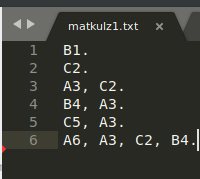 matkulz1.txt ×
1 B1.
2 C2.
3 A3, C2.
4 B4, A3.
5 C5, A3.
6 A6, A3, C2, B4.